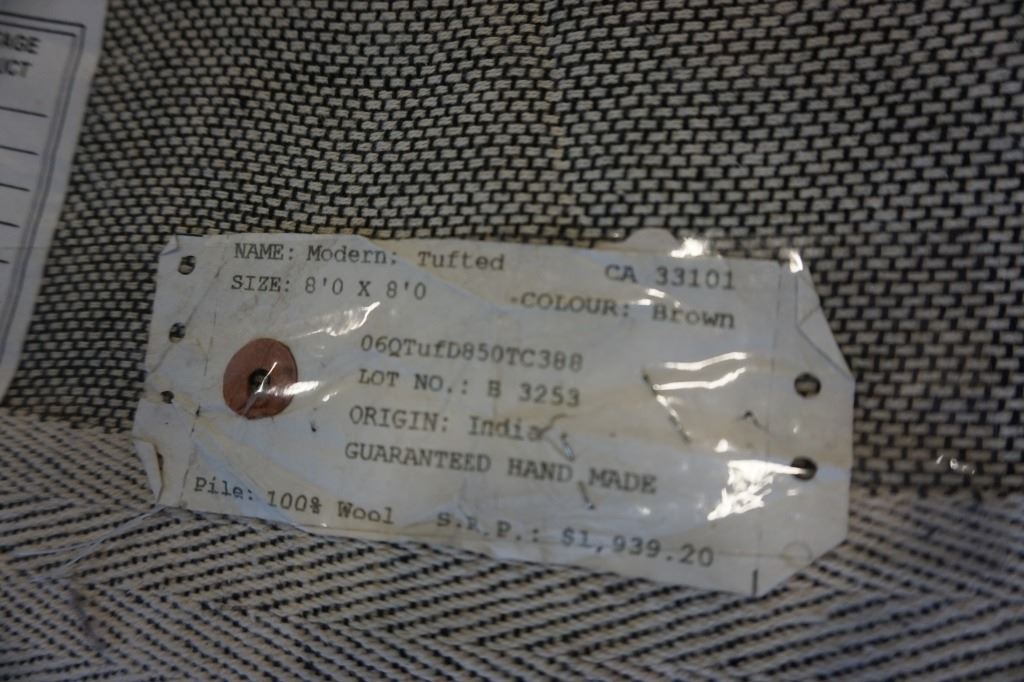 NAME: Modern: Tufted CA 33101
SIZE: 8'0 X 8'0 COLOUR: Brown
06QTufD850TC388
LOT NO.: B 3253
ORIGIN: India
GUARANTEED HAND MADE
Pile: 100% Wool S.R.P.: $1,939.20